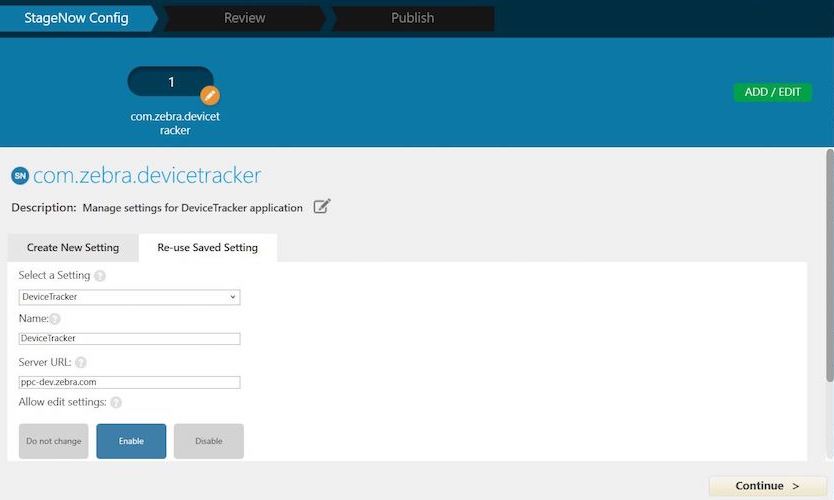 StageNow Config Review Publish
1
com.zebra.devicet
racker
ADD / EDIT
SN com.zebra.devicetracker
Description: Manage settings for DeviceTracker application
Create New Setting Re-use Saved Setting
Select a Setting ?
DeviceTracker
Name: ?
DeviceTracker
Server URL: ?
ppc-dev.zebra.com
Allow edit settings: ?
Do not change Enable Disable
Continue >